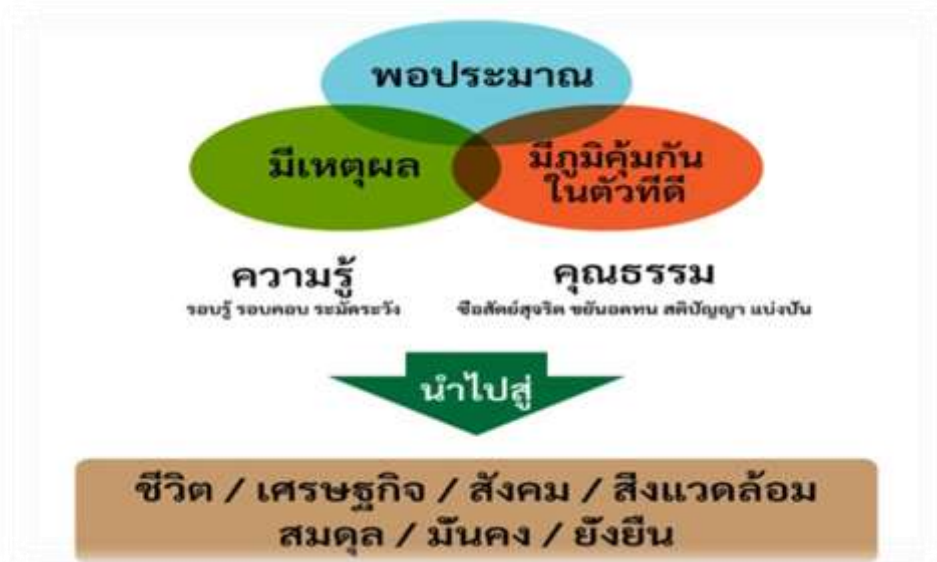 พอประมาณ
มีเหตุผล
มีภูมิคุ้มกัน
ในตัวที่ดี
ความรู้
รอบรู้ รอบคอบ ระมัดระวัง
คุณธรรม
ซื่อสัตย์สุจริต ขยันอดทน สติปัญญา แบ่งปัน
นำไปสู่
ชีวิต / เศรษฐกิจ / สังคม / สิ่งแวดล้อม
สมดุล / มั่นคง / ยั่งยืน